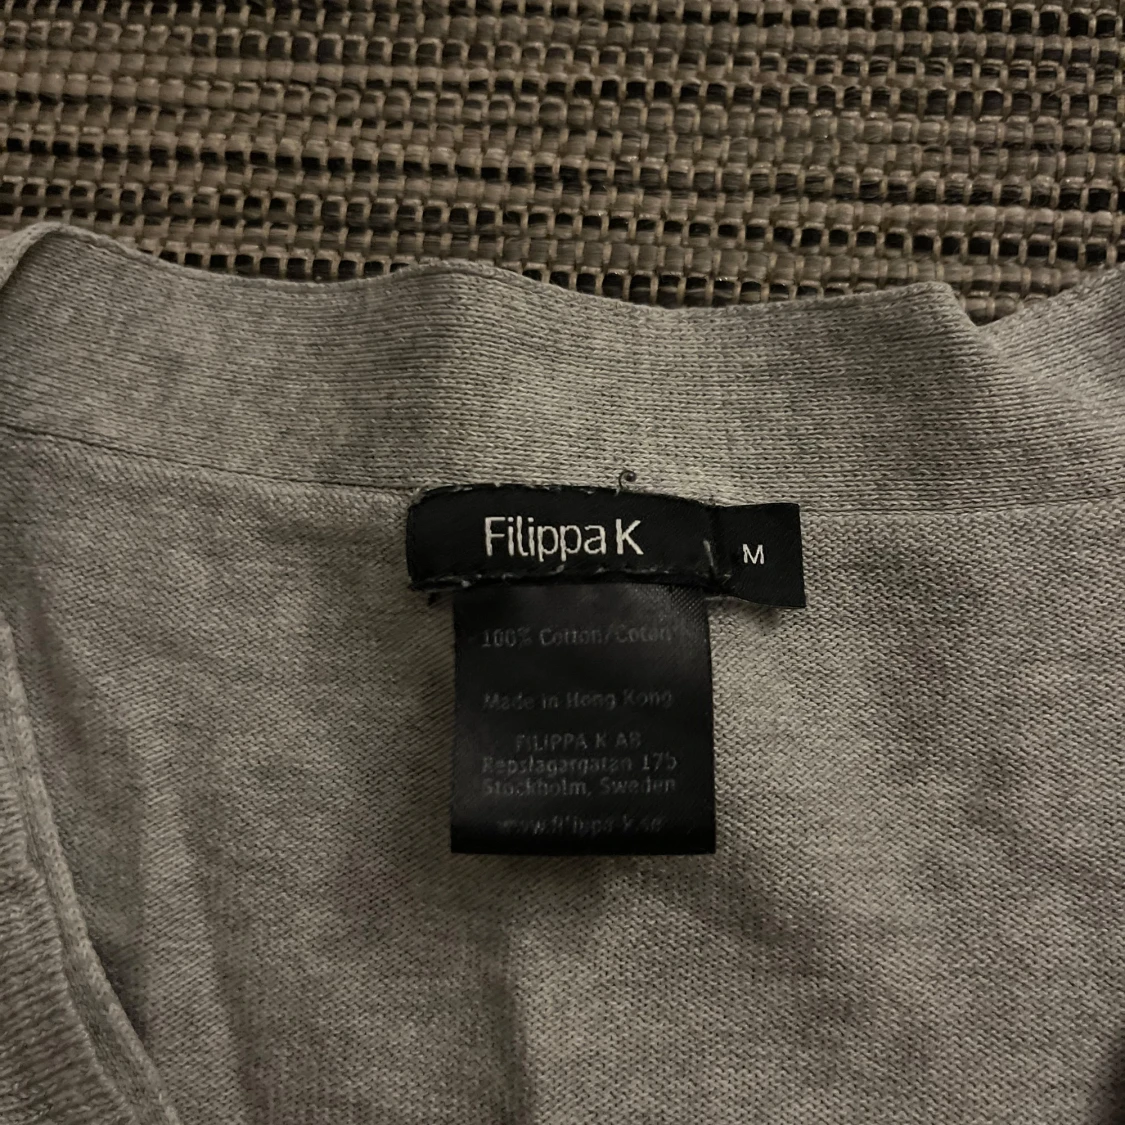 Filippa K
M
100% Cotton/Coton
Made in Hong Kong
FILIPPA K AB
Repslagargatan 17b
Stockholm, Sweden
www.filippa-k.se